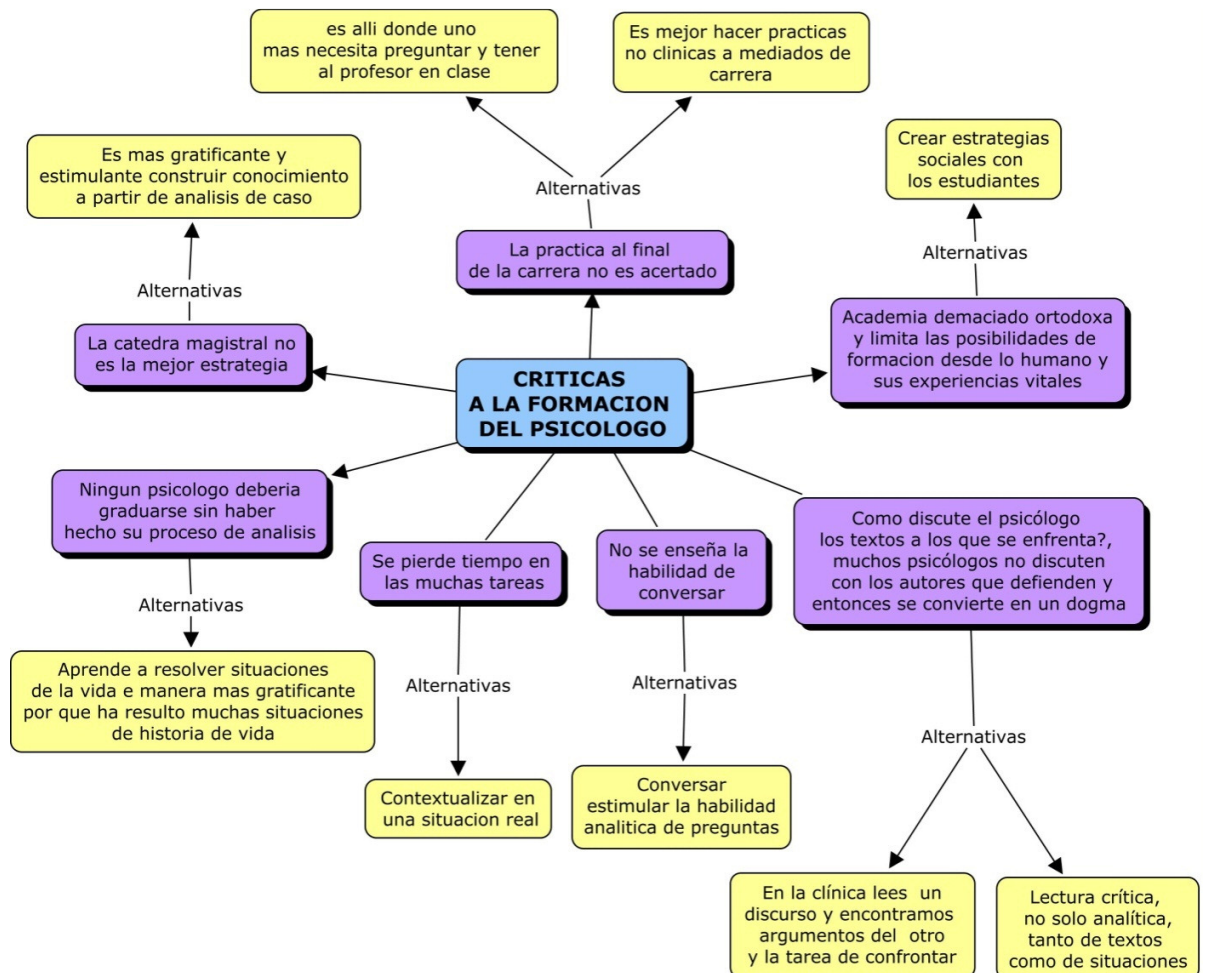 es alli donde uno
mas necesita preguntar y tener
al profesor en clase
Es mejor hacer practicas
no clinicas a mediados de
carrera
Es mas gratificante y
estimulante construir conocimiento
a partir de analisis de caso
Alternativas
Crear estrategias
sociales con
los estudiantes
Alternativas
La practica al final
de la carrera no es acertado
Alternativas
La catedra magistral no
es la mejor estrategia
Alternativas
Academia demaciado ortodoxa
y limita las posibilidades de
formacion desde lo humano y
sus experiencias vitales
CRITICAS
A LA FORMACION
DEL PSICOLOGO
Ningun psicologo deberia
graduarse sin haber
hecho su proceso de analisis
Se pierde tiempo en
las muchas tareas
No se enseña la
habilidad de
conversar
Como discute el psicólogo
los textos a los que se enfrenta?,
muchos psicólogos no discuten
con los autores que defienden y
entonces se convierte en un dogma
Alternativas
Aprende a resolver situaciones
de la vida e manera mas gratificante
por que ha resulto muchas situaciones
de historia de vida
Alternativas
Alternativas
Alternativas
Contextualizar en
una situacion real
Conversar
estimular la habilidad
analitica de preguntas
En la clínica lees un
discurso y encontramos
argumentos del otro
y la tarea de confrontar
Lectura crítica,
no solo analítica,
tanto de textos
como de situaciones